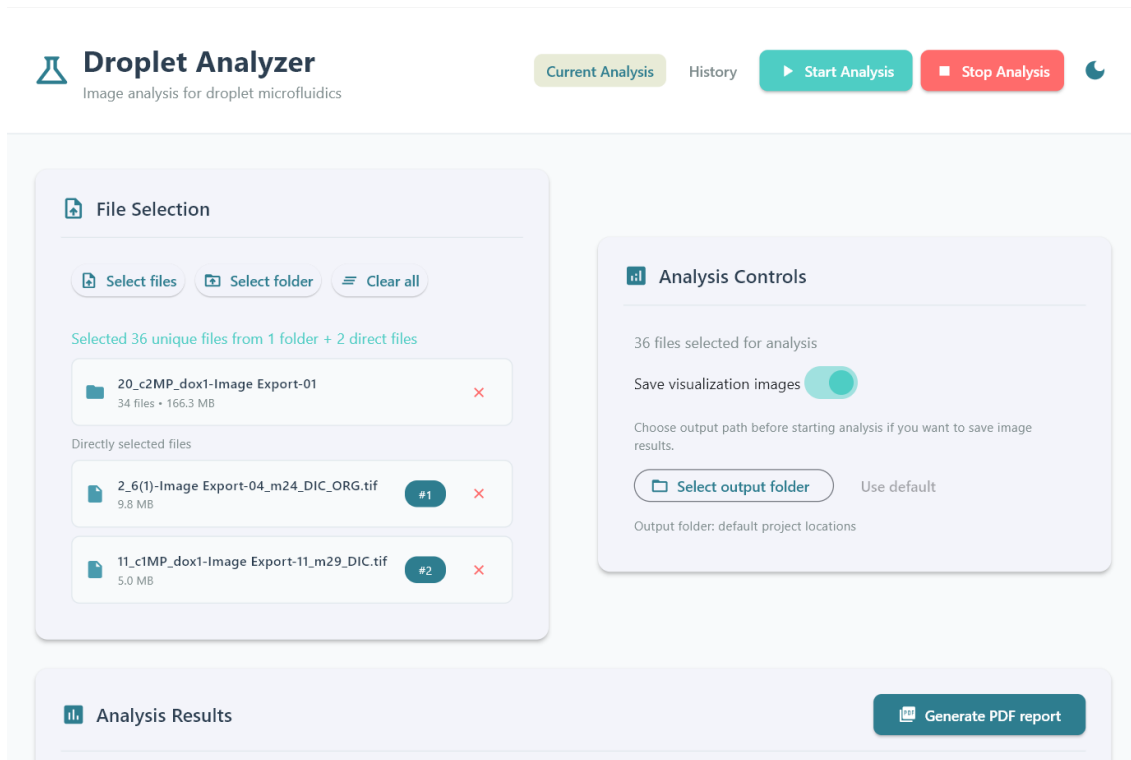 Droplet Analyzer
Image analysis for droplet microfluidics
Current Analysis
History
Start Analysis
Stop Analysis
File Selection
Select files
Select folder
Clear all
Selected 36 unique files from 1 folder + 2 direct files
20_c2MP_dox1-Image Export-01
34 files • 166.3 MB
Directly selected files
2_6(1)-Image Export-04_m24_DIC_ORG.tif
9.8 MB
#1
11_c1MP_dox1-Image Export-11_m29_DIC.tif
5.0 MB
#2
Analysis Controls
36 files selected for analysis
Save visualization images
Choose output path before starting analysis if you want to save image
results.
Select output folder
Use default
Output folder: default project locations
Analysis Results
PDF
Generate PDF report